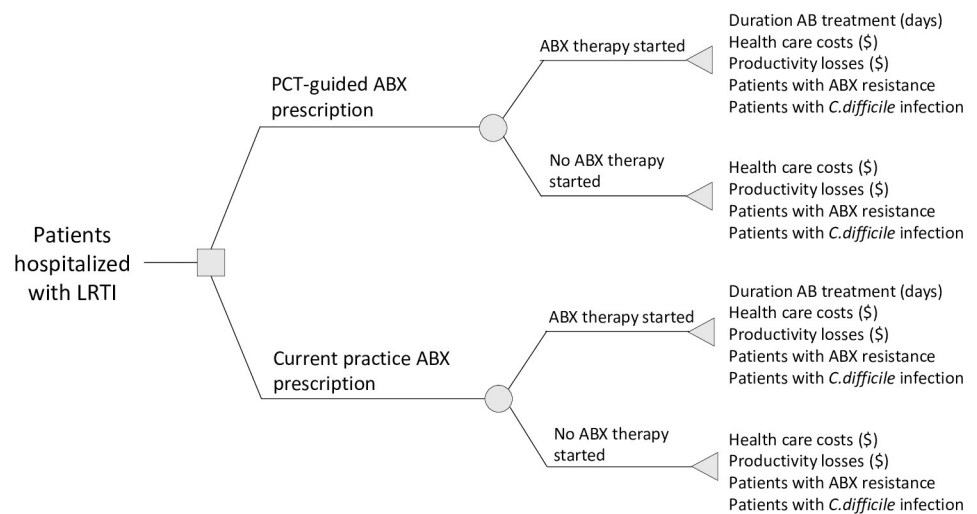 Patients
hospitalized
with LRTI
PCT-guided ABX
prescription
ABX therapy started
Duration AB treatment (days)
Health care costs ($)
Productivity losses ($)
Patients with ABX resistance
Patients with C.difficile infection
No ABX therapy
started
Health care costs ($)
Productivity losses ($)
Patients with ABX resistance
Patients with C.difficile infection
Current practice ABX
prescription
ABX therapy started
Duration AB treatment (days)
Health care costs ($)
Productivity losses ($)
Patients with ABX resistance
Patients with C.difficile infection
No ABX therapy
started
Health care costs ($)
Productivity losses ($)
Patients with ABX resistance
Patients with C.difficile infection